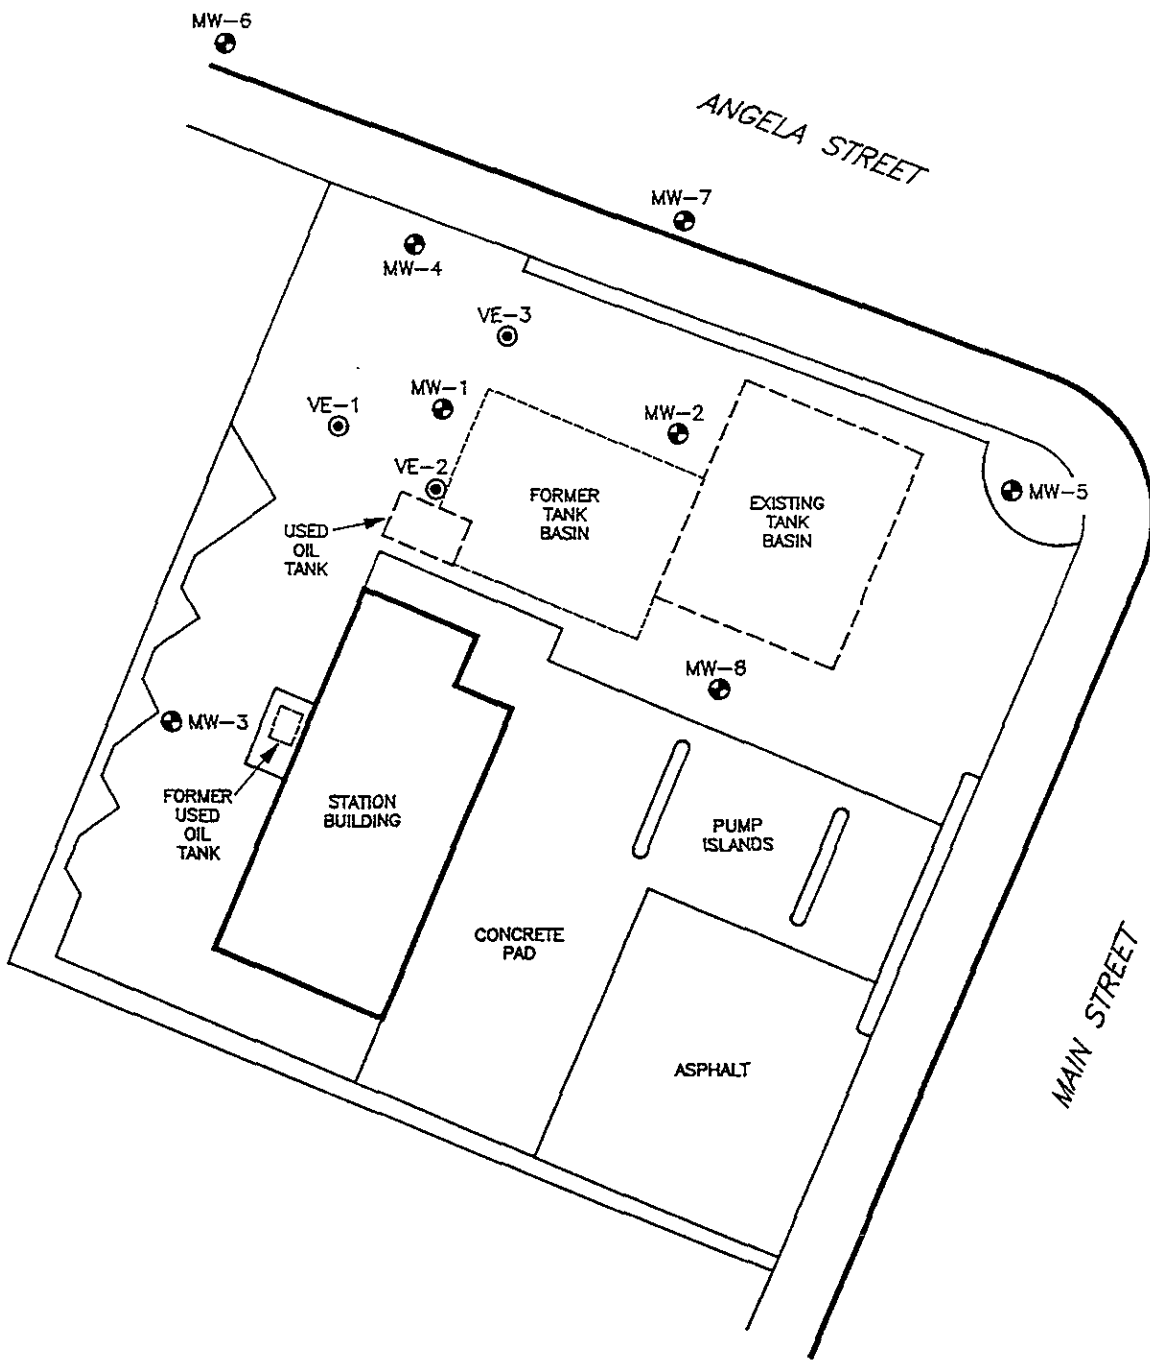 MW-6
ANGELA STREET
MW-7
MW-4
VE-3
MW-1
VE-1
MW-2
VE-2
MW-5
FORMER
TANK
BASIN
EXISTING
TANK
BASIN
USED
OIL
TANK
MW-8
MW-3
FORMER
USED
OIL
TANK
STATION
BUILDING
PUMP
ISLANDS
CONCRETE
PAD
ASPHALT
MAIN STREET